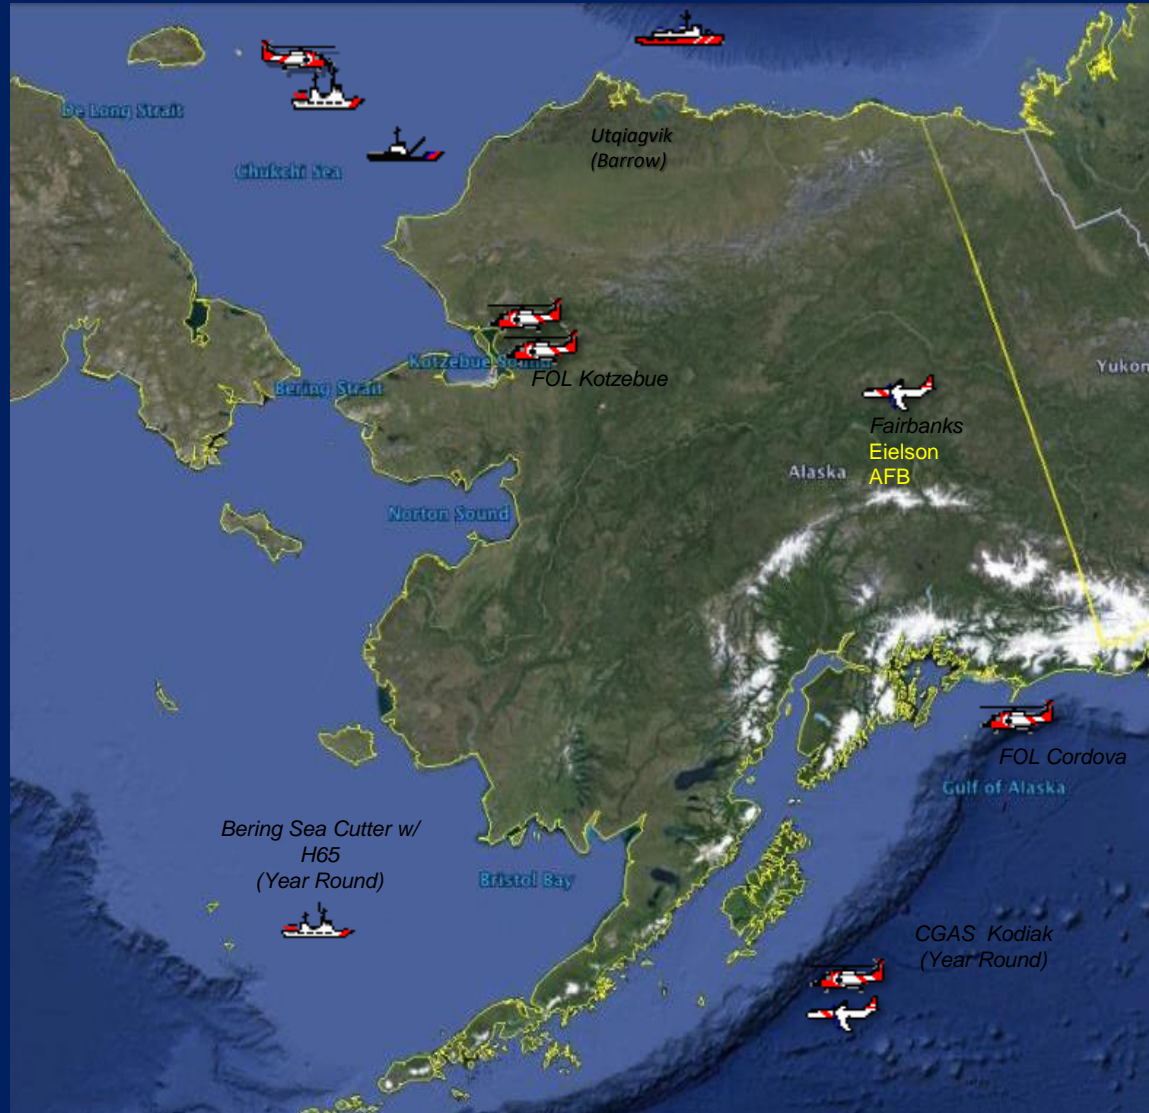 De Long Strait
Chukchi Sea
Utqiagvik
(Barrow)
Kotzebue Sound
FOL Kotzebue
Bering Strait
Yukon
Fairbanks
Eielson
AFB
Alaska
Norton Sound
FOL Cordova
Gulf of Alaska
Bering Sea Cutter w/
H65
(Year Round)
Bristol Bay
CGAS Kodiak
(Year Round)